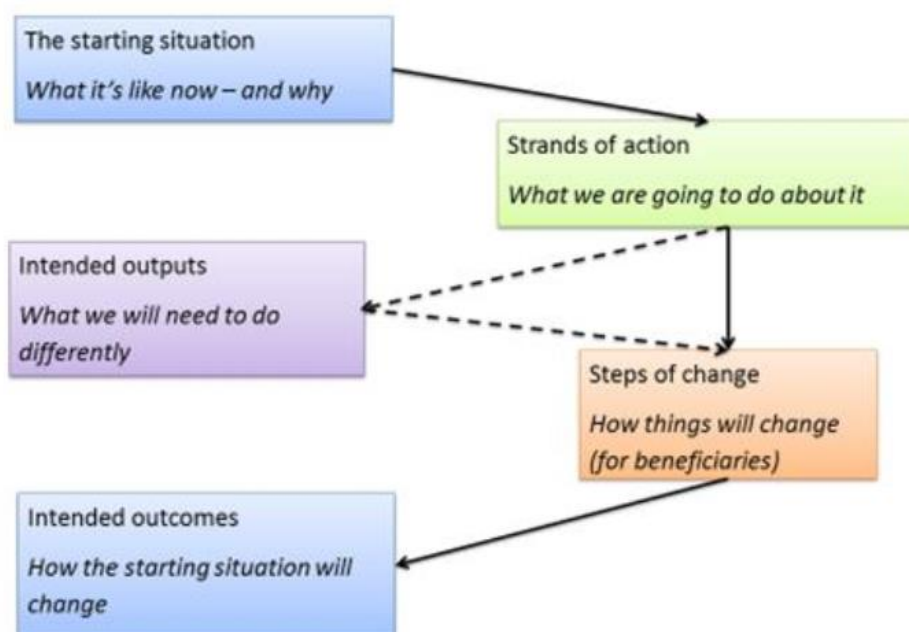 The starting situation
What it's like now – and why
Strands of action
What we are going to do about it
Intended outputs
What we will need to do
differently
Steps of change
How things will change
(for beneficiaries)
Intended outcomes
How the starting situation will
change